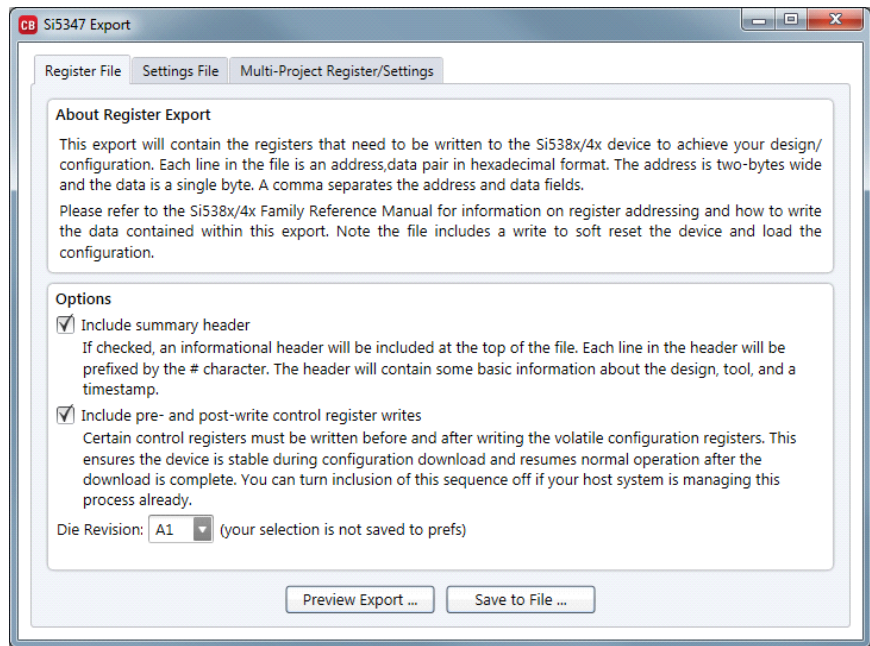 CB Si5347 Export
Register File Settings File Multi-Project Register/Settings
About Register Export
This export will contain the registers that need to be written to the Si538x/4x device to achieve your design/
configuration. Each line in the file is an address,data pair in hexadecimal format. The address is two-bytes wide
and the data is a single byte. A comma separates the address and data fields.
Please refer to the Si538x/4x Family Reference Manual for information on register addressing and how to write
the data contained within this export. Note the file includes a write to soft reset the device and load the
configuration.
Options
Include summary header
If checked, an informational header will be included at the top of the file. Each line in the header will be
prefixed by the # character. The header will contain some basic information about the design, tool, and a
timestamp.
Include pre- and post-write control register writes
Certain control registers must be written before and after writing the volatile configuration registers. This
ensures the device is stable during configuration download and resumes normal operation after the
download is complete. You can turn inclusion of this sequence off if your host system is managing this
process already.
Die Revision: A1 (your selection is not saved to prefs)
Preview Export ... Save to File ...